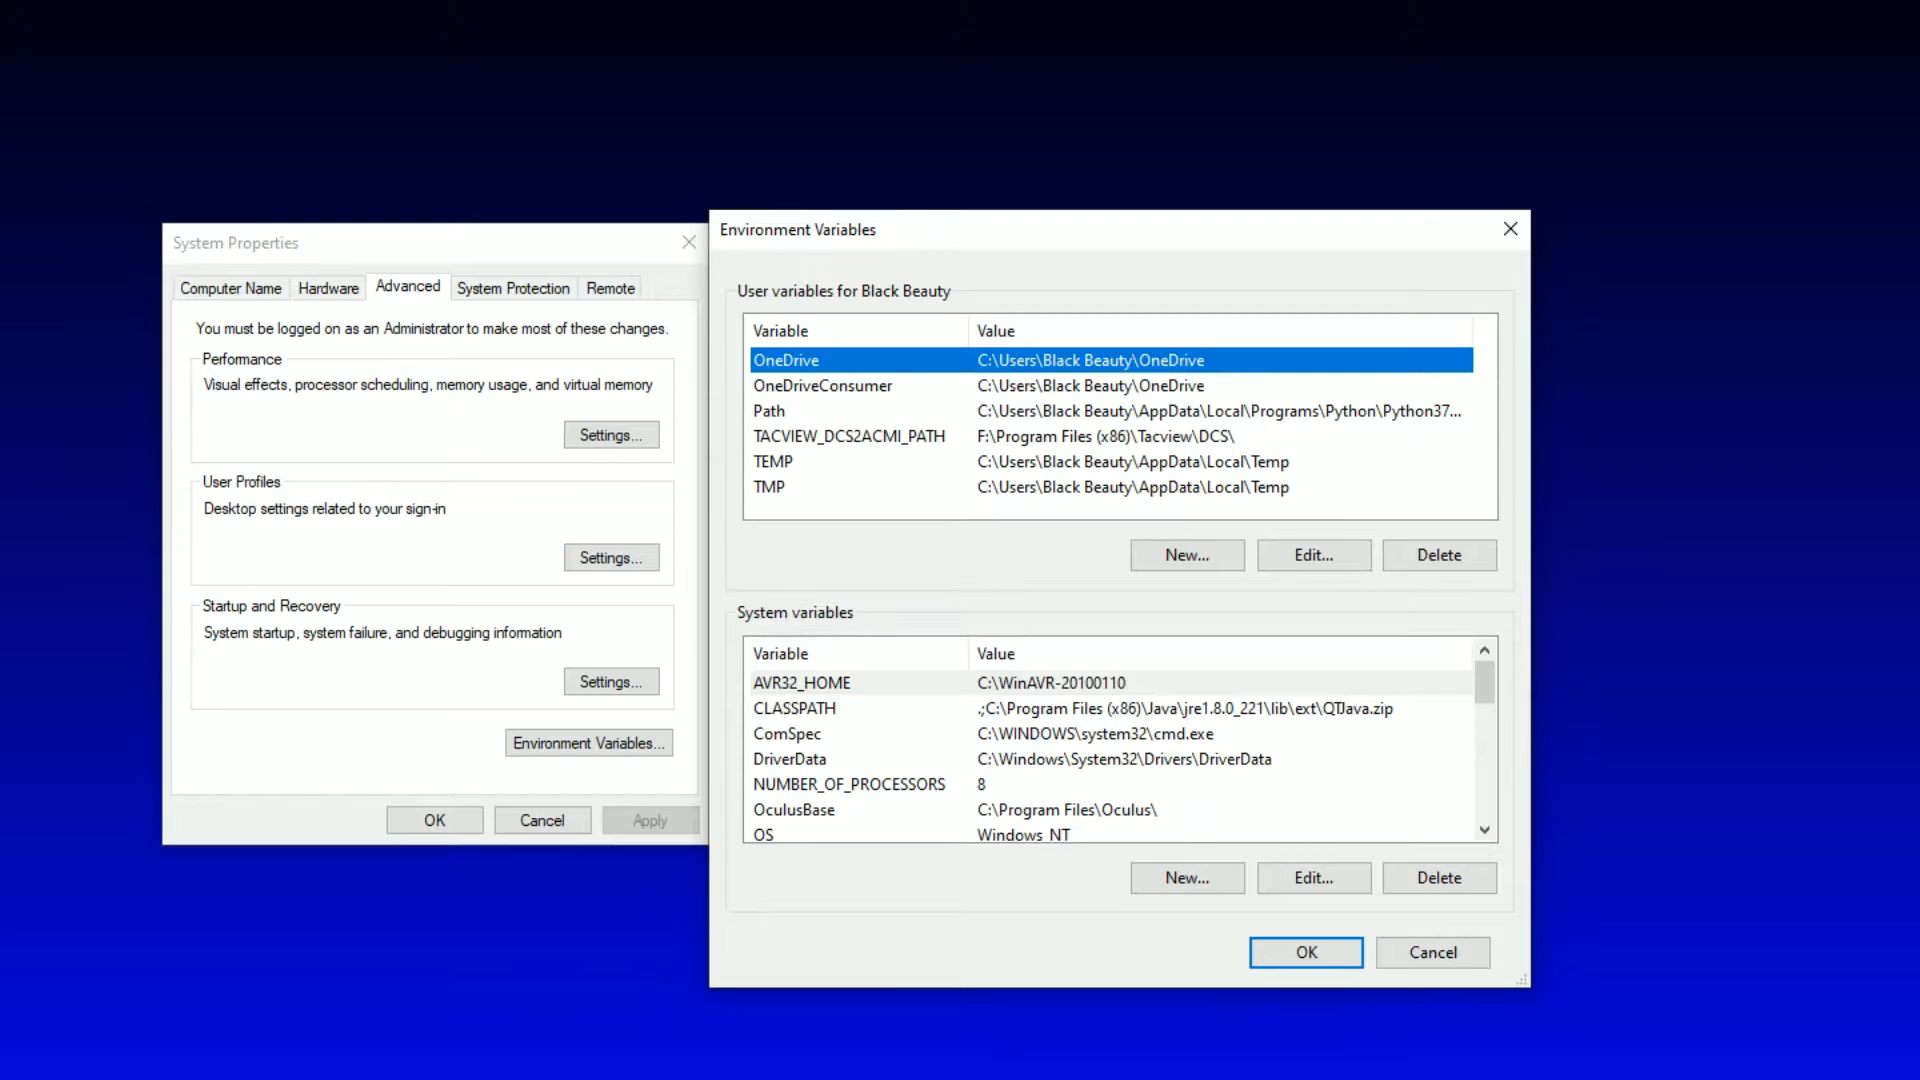 System Properties
Computer Name Hardware Advanced System Protection Remote
You must be logged on as an Administrator to make most of these changes.
Performance
Visual effects, processor scheduling, memory usage, and virtual memory
Settings...
User Profiles
Desktop settings related to your sign-in
Settings...
Startup and Recovery
System startup, system failure, and debugging information
Settings...
Environment Variables...
OK Cancel Apply
Environment Variables
User variables for Black Beauty
Variable Value
OneDrive C:\Users\Black Beauty\OneDrive
OneDriveConsumer C:\Users\Black Beauty\OneDrive
Path C:\Users\Black Beauty\AppData\Local\Programs\Python\Python37...
TACVIEW_DCS2ACMI_PATH F:\Program Files (x86)\Tacview\DCS\
TEMP C:\Users\Black Beauty\AppData\Local\Temp
TMP C:\Users\Black Beauty\AppData\Local\Temp
New... Edit... Delete
System variables
Variable Value
AVR32_HOME C:\WinAVR-20100110
CLASSPATH .;C:\Program Files (x86)\Java\jre1.8.0_221\lib\ext\QTJava.zip
ComSpec C:\WINDOWS\system32\cmd.exe
DriverData C:\Windows\System32\Drivers\DriverData
NUMBER_OF_PROCESSORS 8
OculusBase C:\Program Files\Oculus\
OS Windows_NT
New... Edit... Delete
OK Cancel